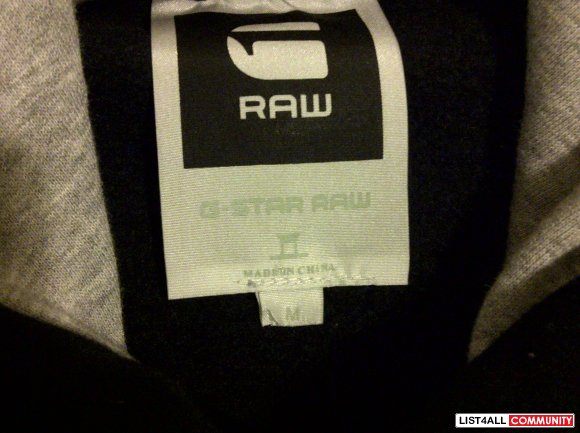 RAW
G-STAR RAW
MADE IN CHINA
M
LIST4ALL COMMUNITY